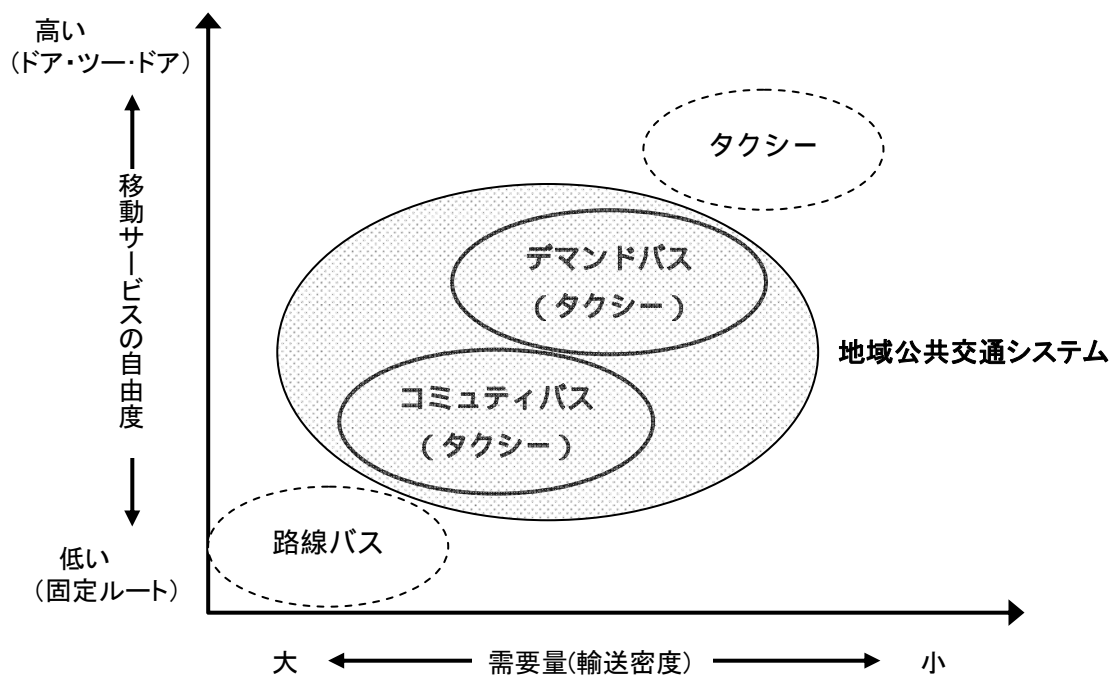 高い
(ドア・ツー・ドア)
移動サービスの自由度
低い
(固定ルート)
タクシー
デマンドバス
(タクシー)
地域公共交通システム
コミュティバス
(タクシー)
路線バス
大
需要量(輸送密度)
小